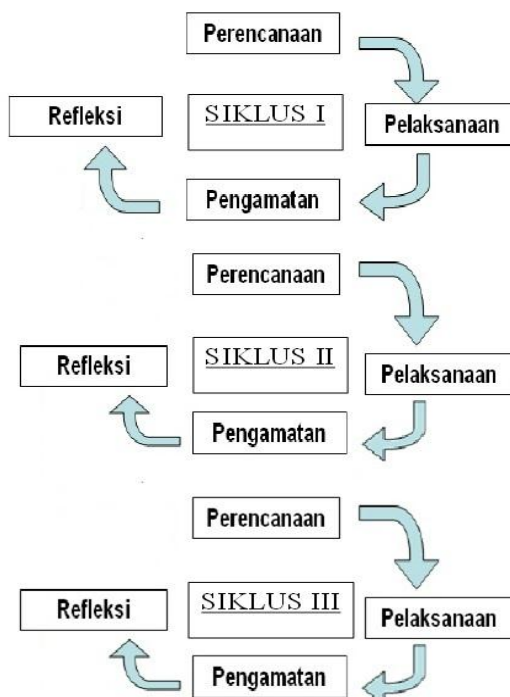 Perencanaan
Refleksi
SIKLUS I
Pelaksanaan
Pengamatan
Perencanaan
Refleksi
SIKLUS II
Pelaksanaan
Pengamatan
Perencanaan
Refleksi
SIKLUS III
Pelaksanaan
Pengamatan